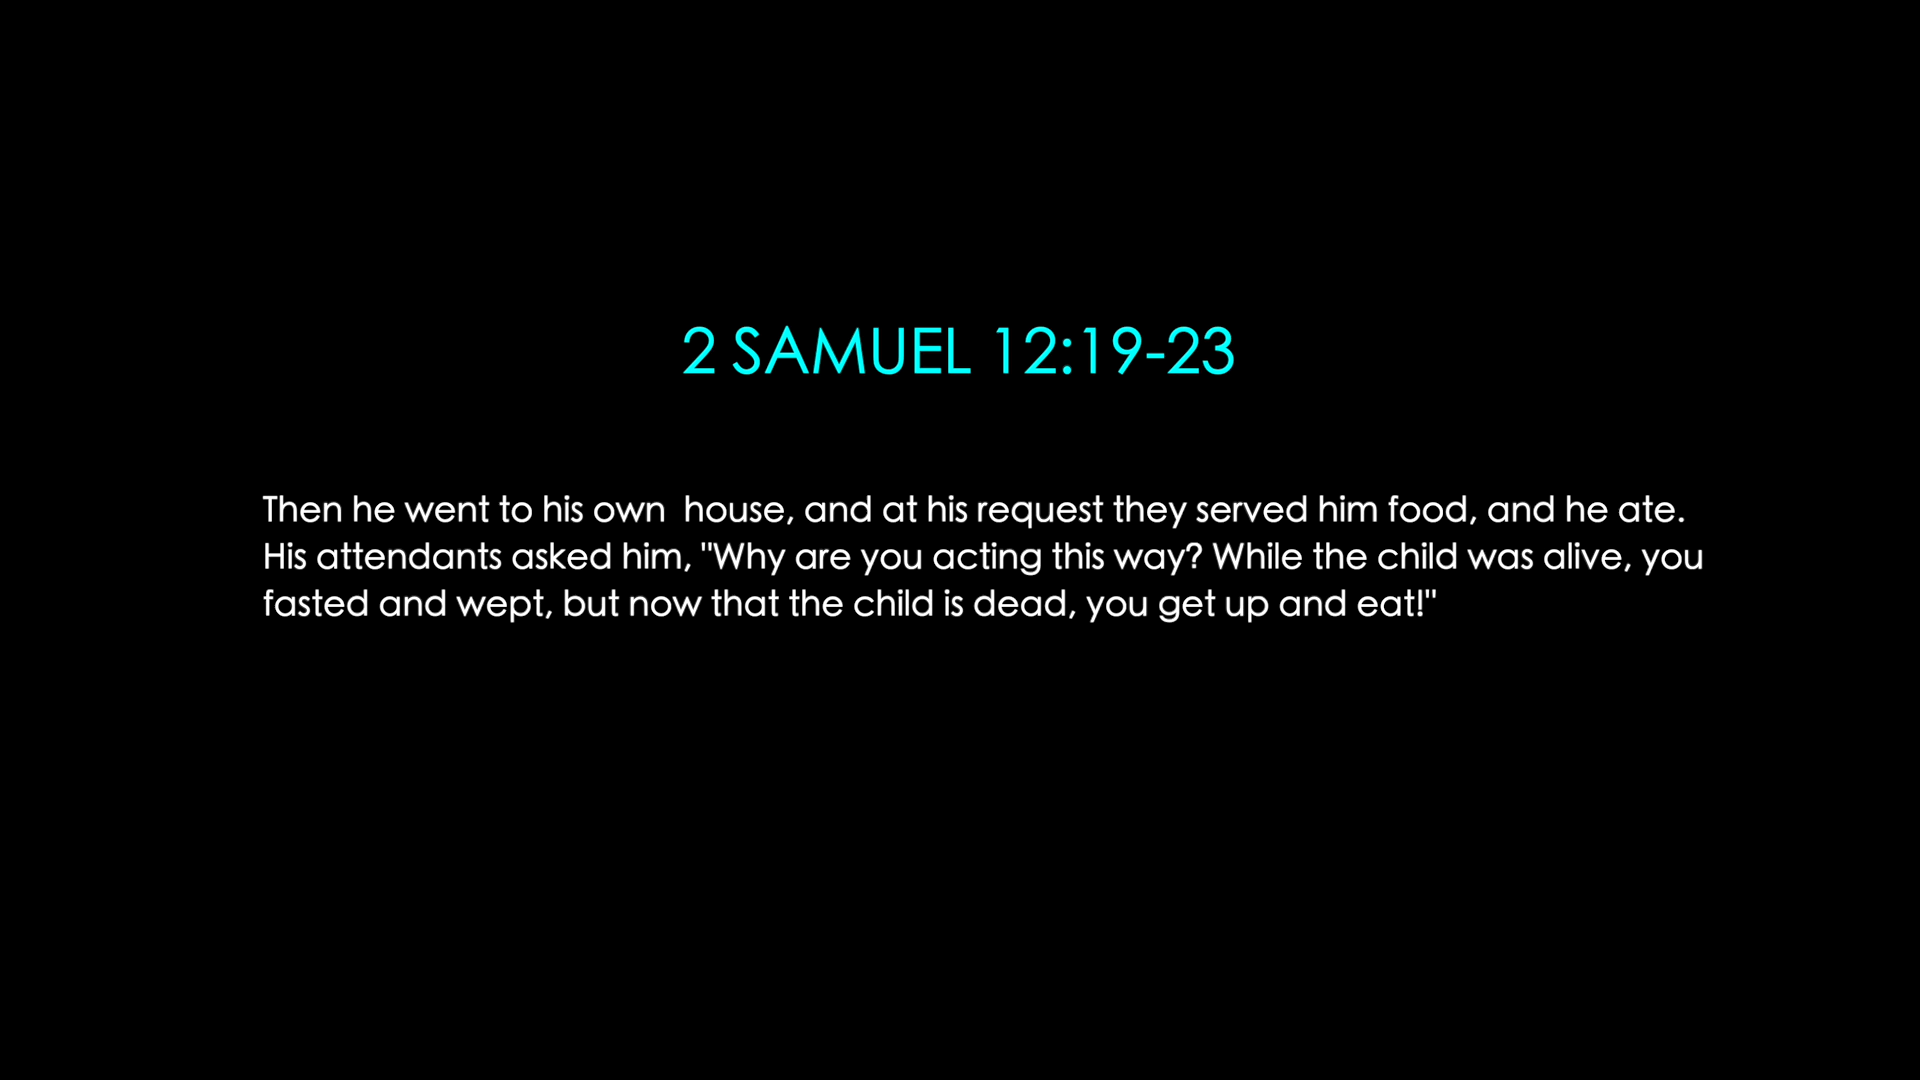 2 SAMUEL 12:19-23
Then he went to his own  house, and at his request they served him food, and he ate.
His attendants asked him, "Why are you acting this way? While the child was alive, you
fasted and wept, but now that the child is dead, you get up and eat!"